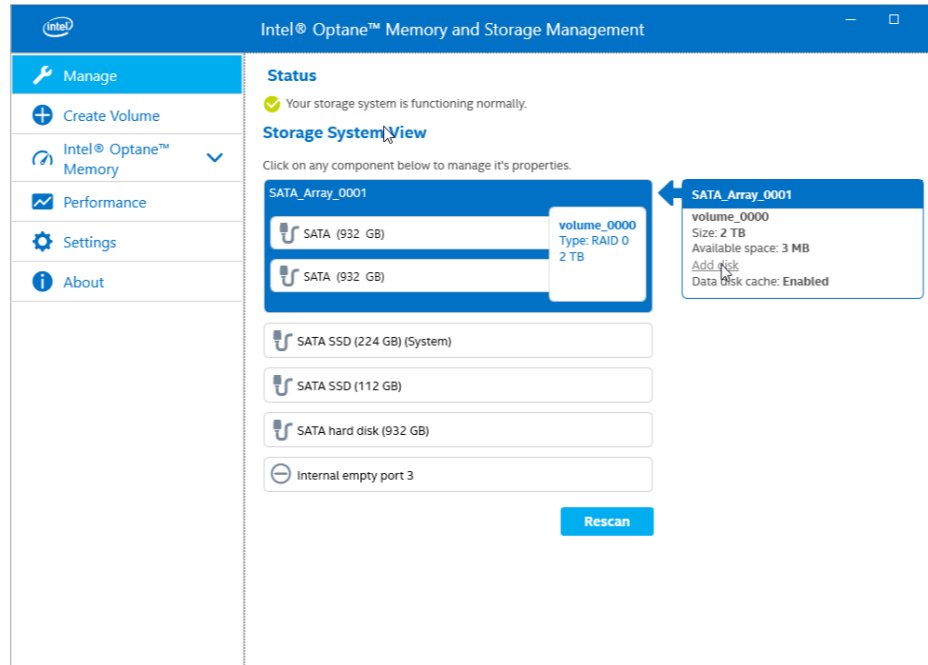 intel
Intel® Optane™ Memory and Storage Management
Manage
Create Volume
Intel® Optane™
Memory
Performance
Settings
About
Status
Your storage system is functioning normally.
Storage System View
Click on any component below to manage it's properties.
SATA_Array_0001
SATA (932 GB)
SATA (932 GB)
volume_0000
Type: RAID 0
2 TB
SATA SSD (224 GB) (System)
SATA SSD (112 GB)
SATA hard disk (932 GB)
Internal empty port 3
Rescan
SATA_Array_0001
volume_0000
Size: 2 TB
Available space: 3 MB
Add disk
Data disk cache: Enabled